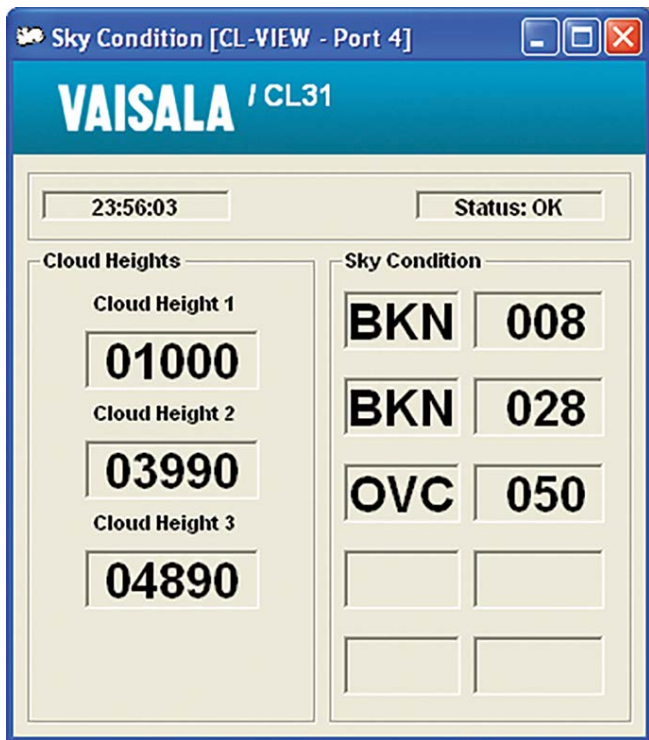 Sky Condition [CL-VIEW - Port 4]
VAISALA / CL31
23:56:03
Status: OK
Cloud Heights
Cloud Height 1
01000
Cloud Height 2
03990
Cloud Height 3
04890
Sky Condition
BKN 008
BKN 028
OVC 050